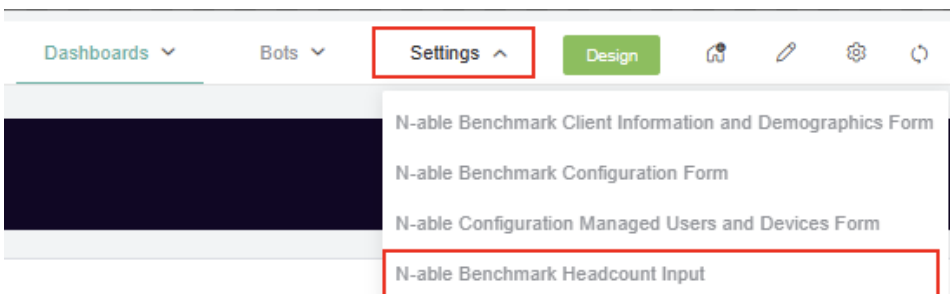 Dashboards Bots Settings Design
N-able Benchmark Client Information and Demographics Form
N-able Benchmark Configuration Form
N-able Configuration Managed Users and Devices Form
N-able Benchmark Headcount Input